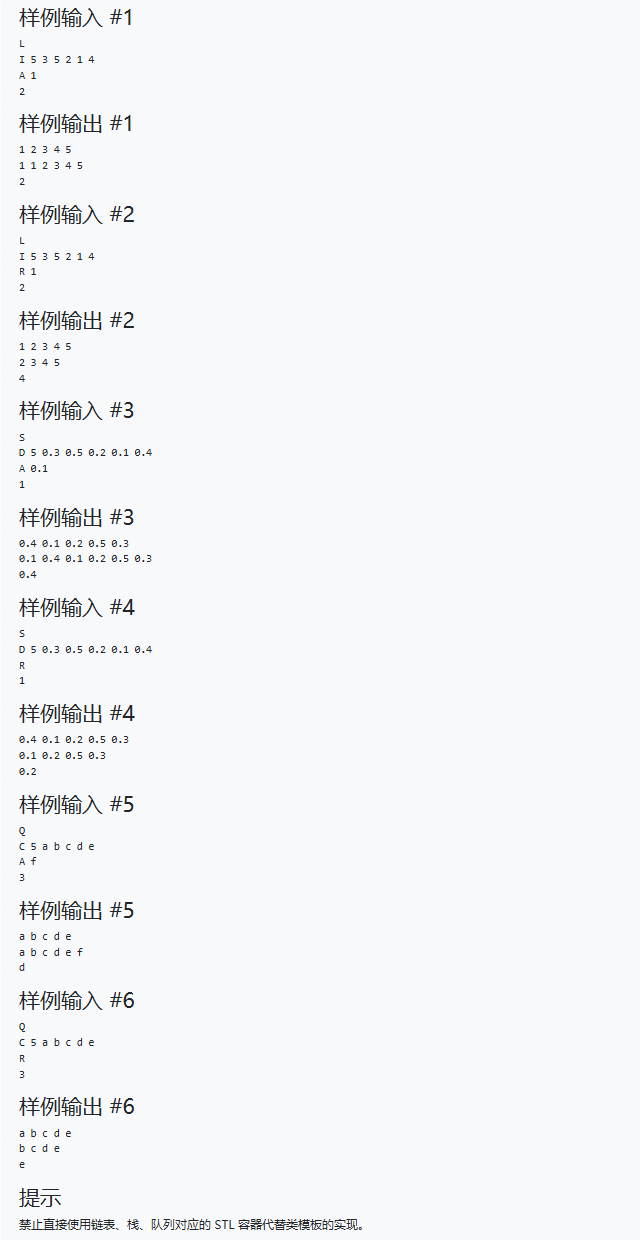 样例输入 #1
L
I 5 3 5 2 1 4
A 1
2
样例输出 #1
1 2 3 4 5
1 1 2 3 4 5
2
样例输入 #2
L
I 5 3 5 2 1 4
R 1
2
样例输出 #2
1 2 3 4 5
2 3 4 5
4
样例输入 #3
S
D 5 0.3 0.5 0.2 0.1 0.4
A 0.1
1
样例输出 #3
0.4 0.1 0.2 0.5 0.3
0.1 0.4 0.1 0.2 0.5 0.3
0.4
样例输入 #4
S
D 5 0.3 0.5 0.2 0.1 0.4
R
1
样例输出 #4
0.4 0.1 0.2 0.5 0.3
0.1 0.2 0.5 0.3
0.2
样例输入 #5
Q
C 5 a b c d e
A f
3
样例输出 #5
a b c d e
a b c d e f
d
样例输入 #6
Q
C 5 a b c d e
R
3
样例输出 #6
a b c d e
b c d e
e
提示
禁止直接使用链表、栈、队列对应的 STL 容器代替类模板的实现。